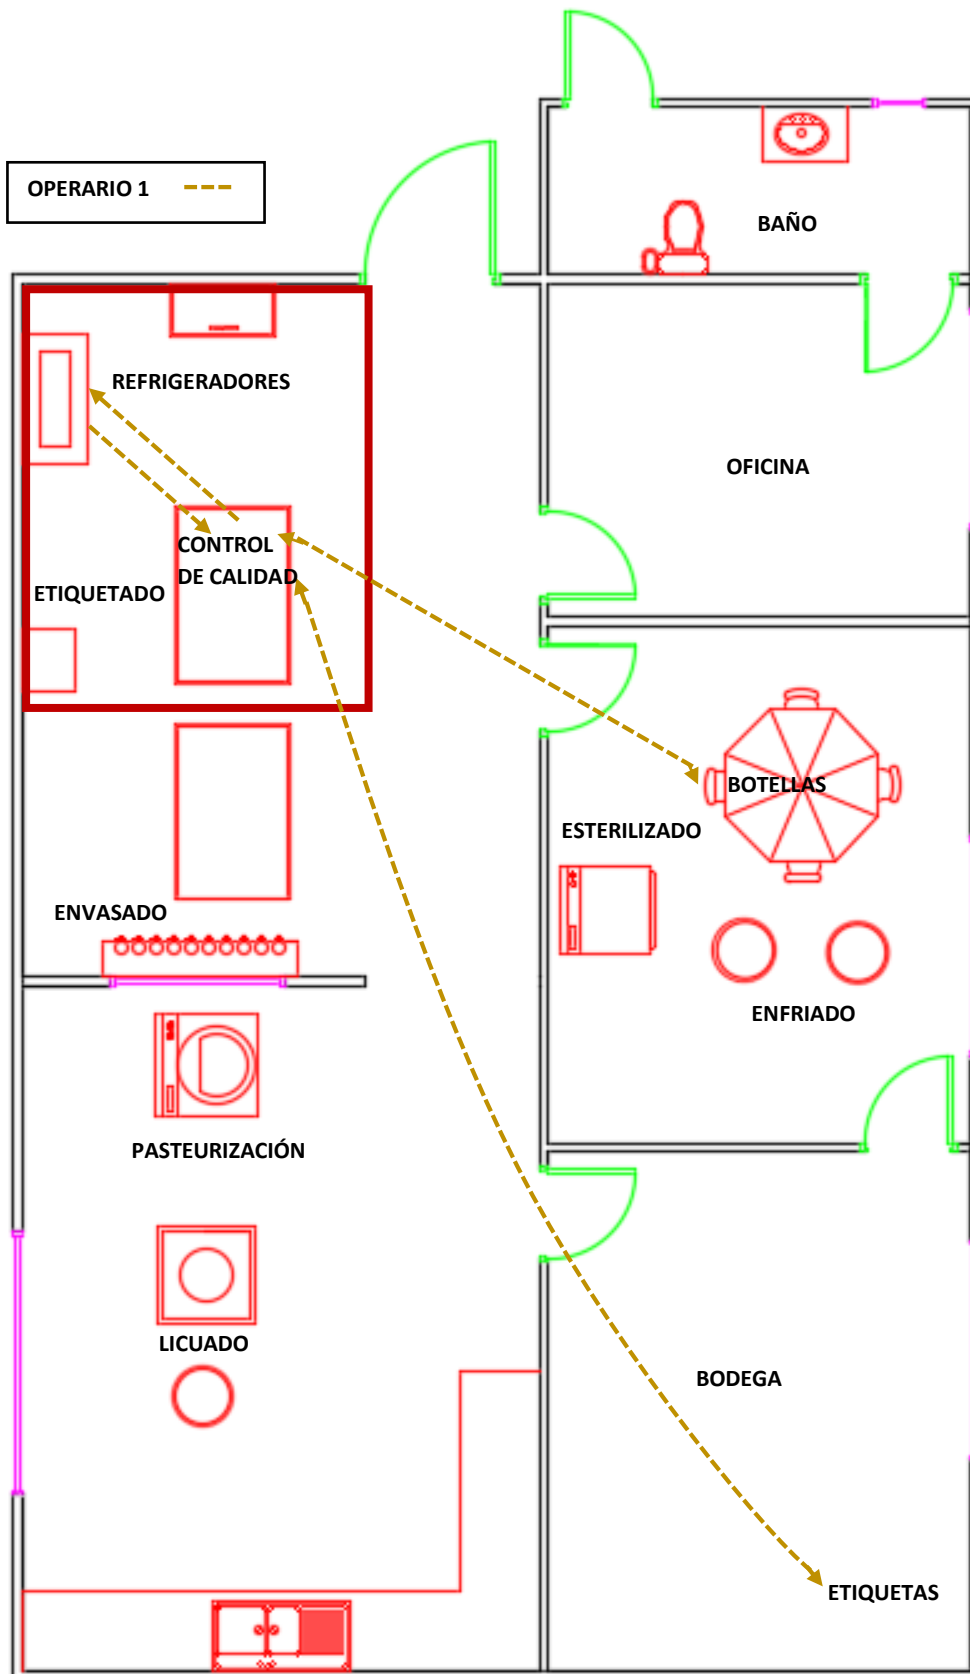 OPERARIO 1
BAÑO
REFRIGERADORES
OFICINA
CONTROL
DE CALIDAD
ETIQUETADO
BOTELLAS
ESTERILIZADO
ENVASADO
ENFRIADO
PASTEURIZACIÓN
LICUADO
BODEGA
ETIQUETAS